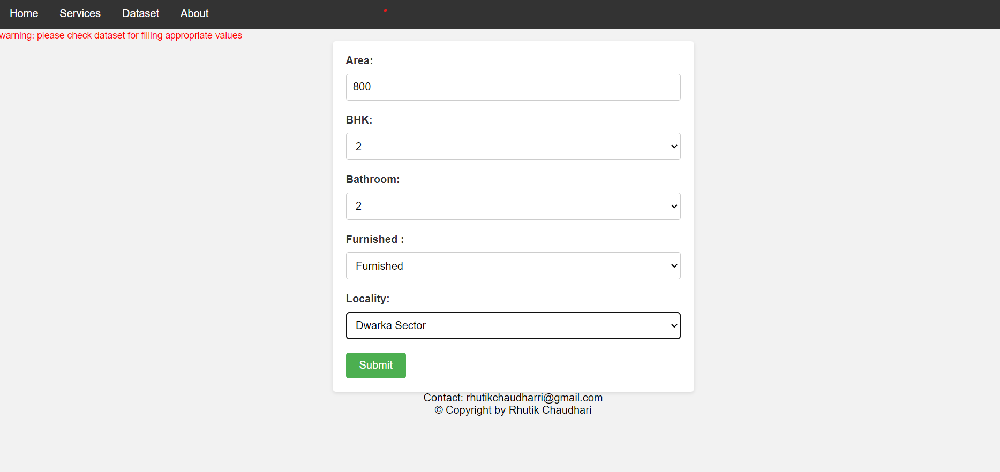 Home Services Dataset About
warning: please check dataset for filling appropriate values
Area:
800
BHK:
2
Bathroom:
2
Furnished :
Furnished
Locality:
Dwarka Sector
Submit
Contact: rhutikchaudharri@gmail.com
© Copyright by Rhutik Chaudhari